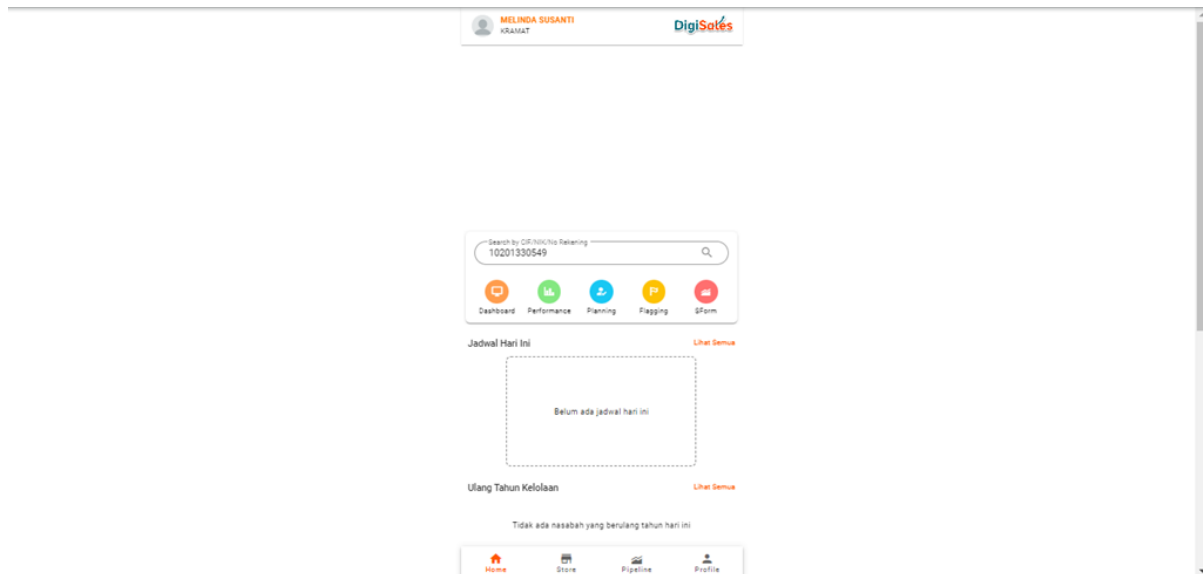 MELINDA SUSANTI
KRAMAT
DigiSales
Search by CIF/NIK/No Rekening
10201330549
Dashboard Performance Planning Flagging SForm
Jadwal Hari Ini Lihat Semua
Belum ada jadwal hari ini
Ulang Tahun Kelolaan Lihat Semua
Tidak ada nasabah yang berulang tahun hari ini
Home Store Pipeline Profile